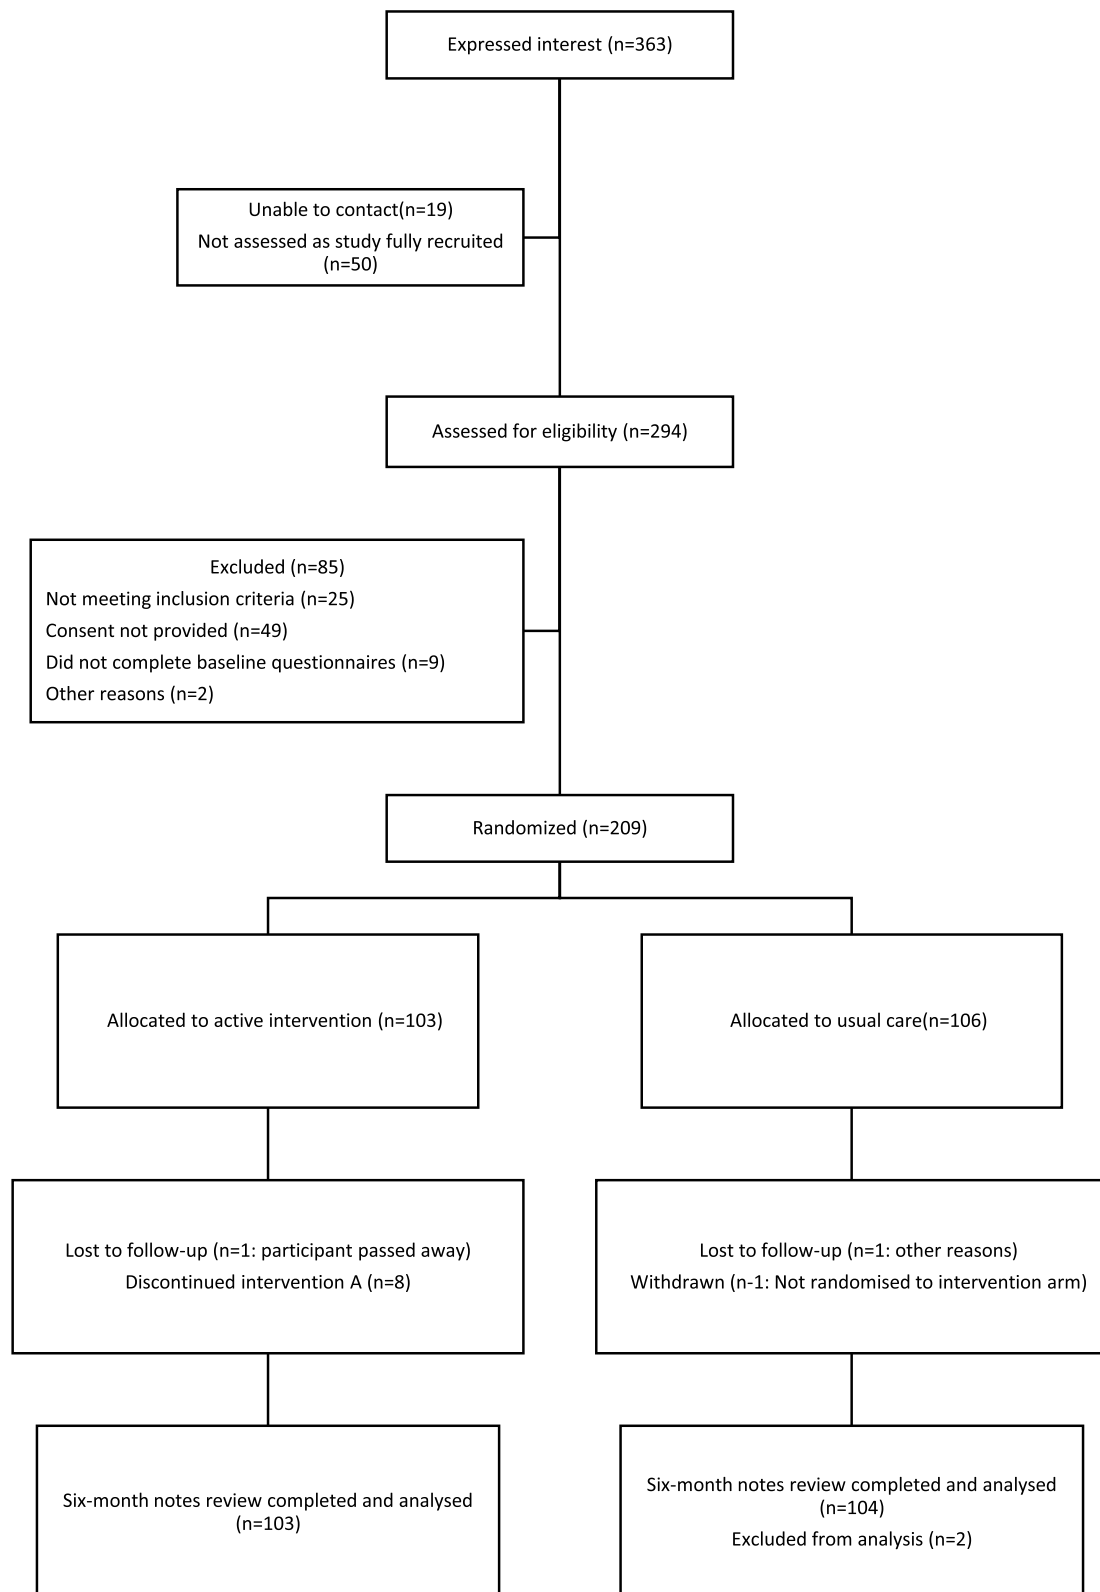 Expressed interest (n=363)
Unable to contact(n=19)
Not assessed as study fully recruited
(n=50)
Assessed for eligibility (n=294)
Excluded (n=85)
Not meeting inclusion criteria (n=25)
Consent not provided (n=49)
Did not complete baseline questionnaires (n=9)
Other reasons (n=2)
Randomized (n=209)
Allocated to active intervention (n=103)
Allocated to usual care(n=106)
Lost to follow-up (n=1: participant passed away)
Discontinued intervention A (n=8)
Lost to follow-up (n=1: other reasons)
Withdrawn (n-1: Not randomised to intervention arm)
Six-month notes review completed and analysed
(n=103)
Six-month notes review completed and analysed
(n=104)
Excluded from analysis (n=2)